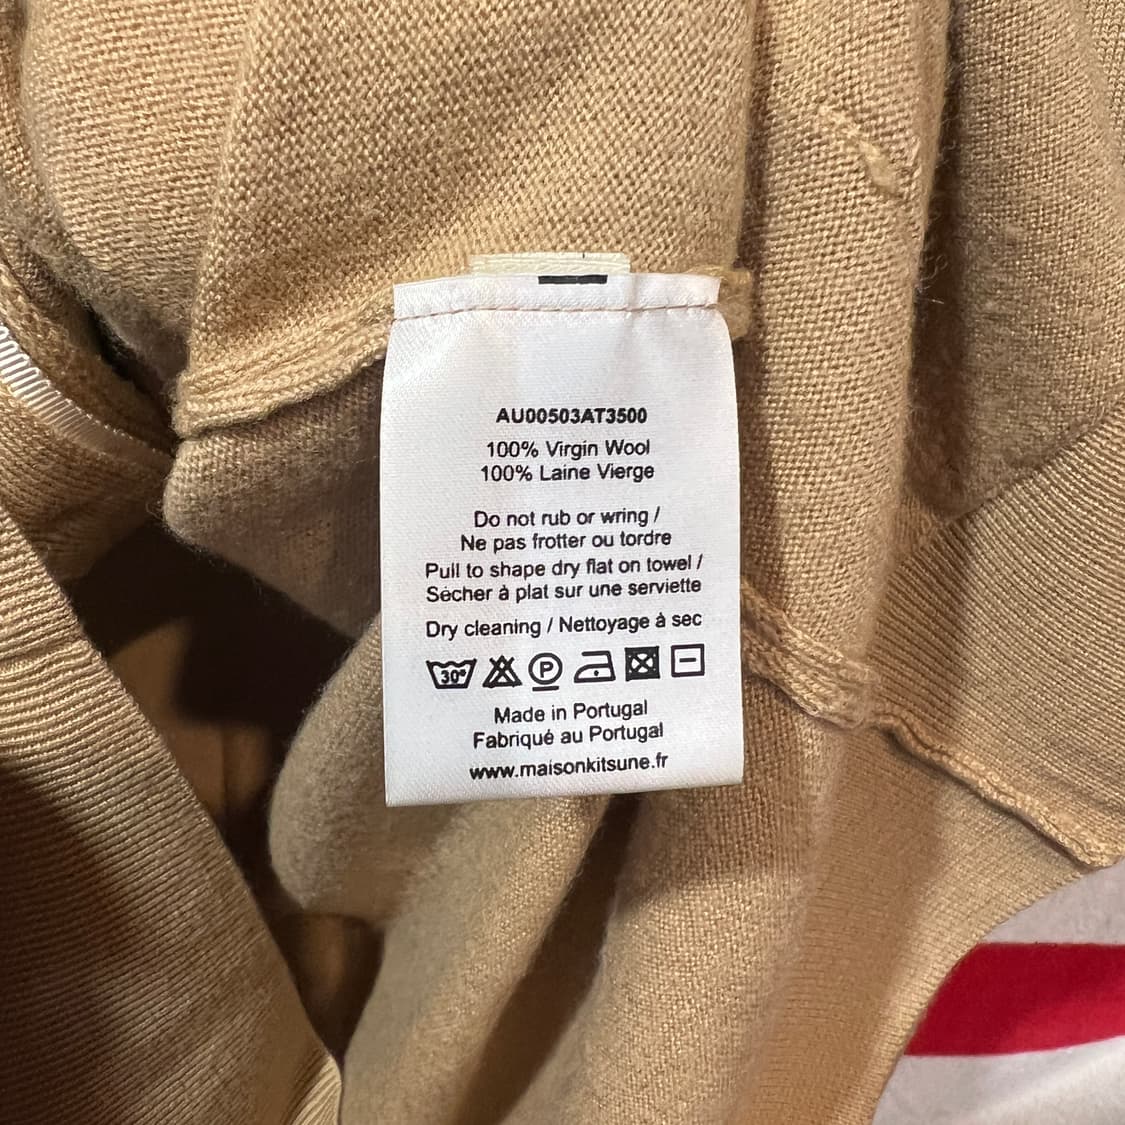 AU00503AT3500
100% Virgin Wool
100% Laine Vierge
Do not rub or wring /
Ne pas frotter ou tordre
Pull to shape dry flat on towel /
Sécher à plat sur une serviette
Dry cleaning / Nettoyage à sec
30° P
Made in Portugal
Fabriqué au Portugal
www.maisonkitsune.fr